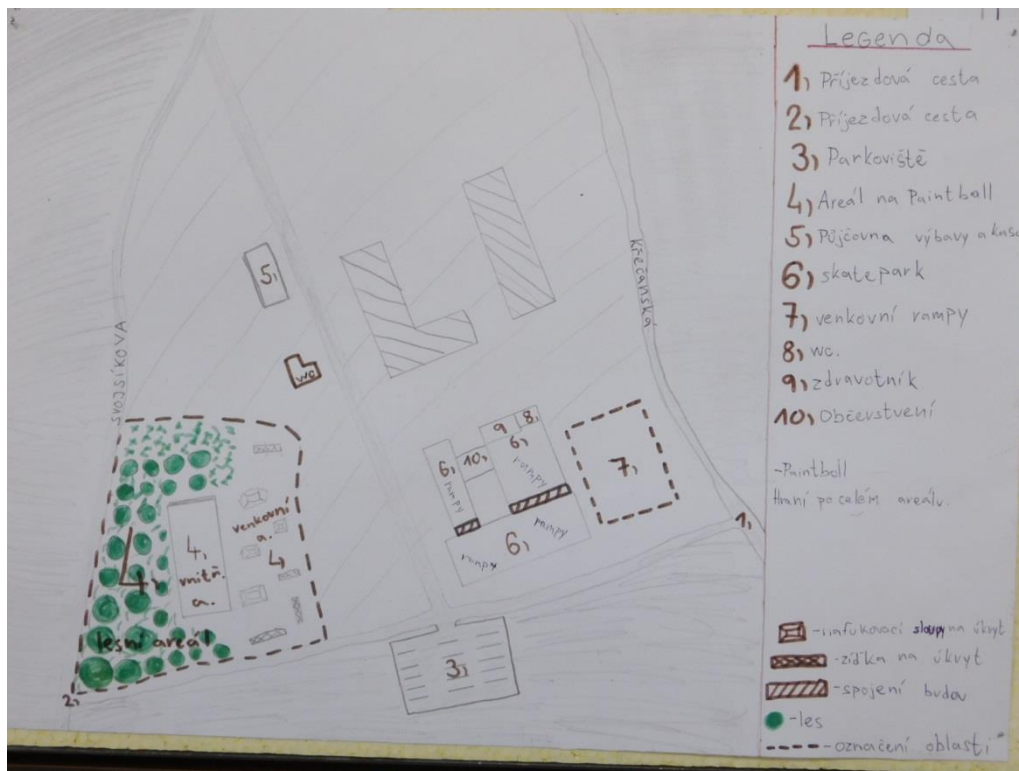 Legenda
1, Příjezdová cesta
2, Příjezdová cesta
3, Parkoviště
4, Areál na Paintball
5, Půjčovna výbavy a
6, skatepark
7, venkovní rampy
8, wc.
9, zdravotník
10, Občerstvení
-Paintboll
Hraní po celém areálu.
-nafukovací sloupy na úkryt
-zídka na úkryt
-spojení budov
-les
-označení oblasti
SVOJSÍKOVA
Křečanská
5,
WC
9,
8,
6,
rampy
10,
6,
rampy
7,
6,
rampy
rampy
1,
venkovní
a.
4,
4,
vnitř.
a.
4,
lesní areál
2,
3,